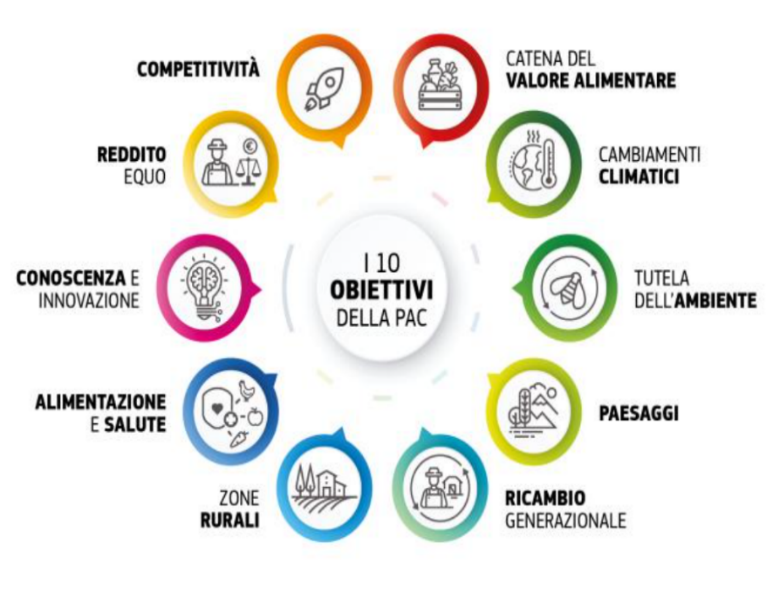 I 10
OBIETTIVI
DELLA PAC
COMPETITIVITÀ
CATENA DEL
VALORE ALIMENTARE
CAMBIAMENTI
CLIMATICI
TUTELA
DELL'AMBIENTE
PAESAGGI
RICAMBIO
GENERAZIONALE
ZONE
RURALI
ALIMENTAZIONE
E SALUTE
CONOSCENZA E
INNOVAZIONE
REDDITO
EQUO
€